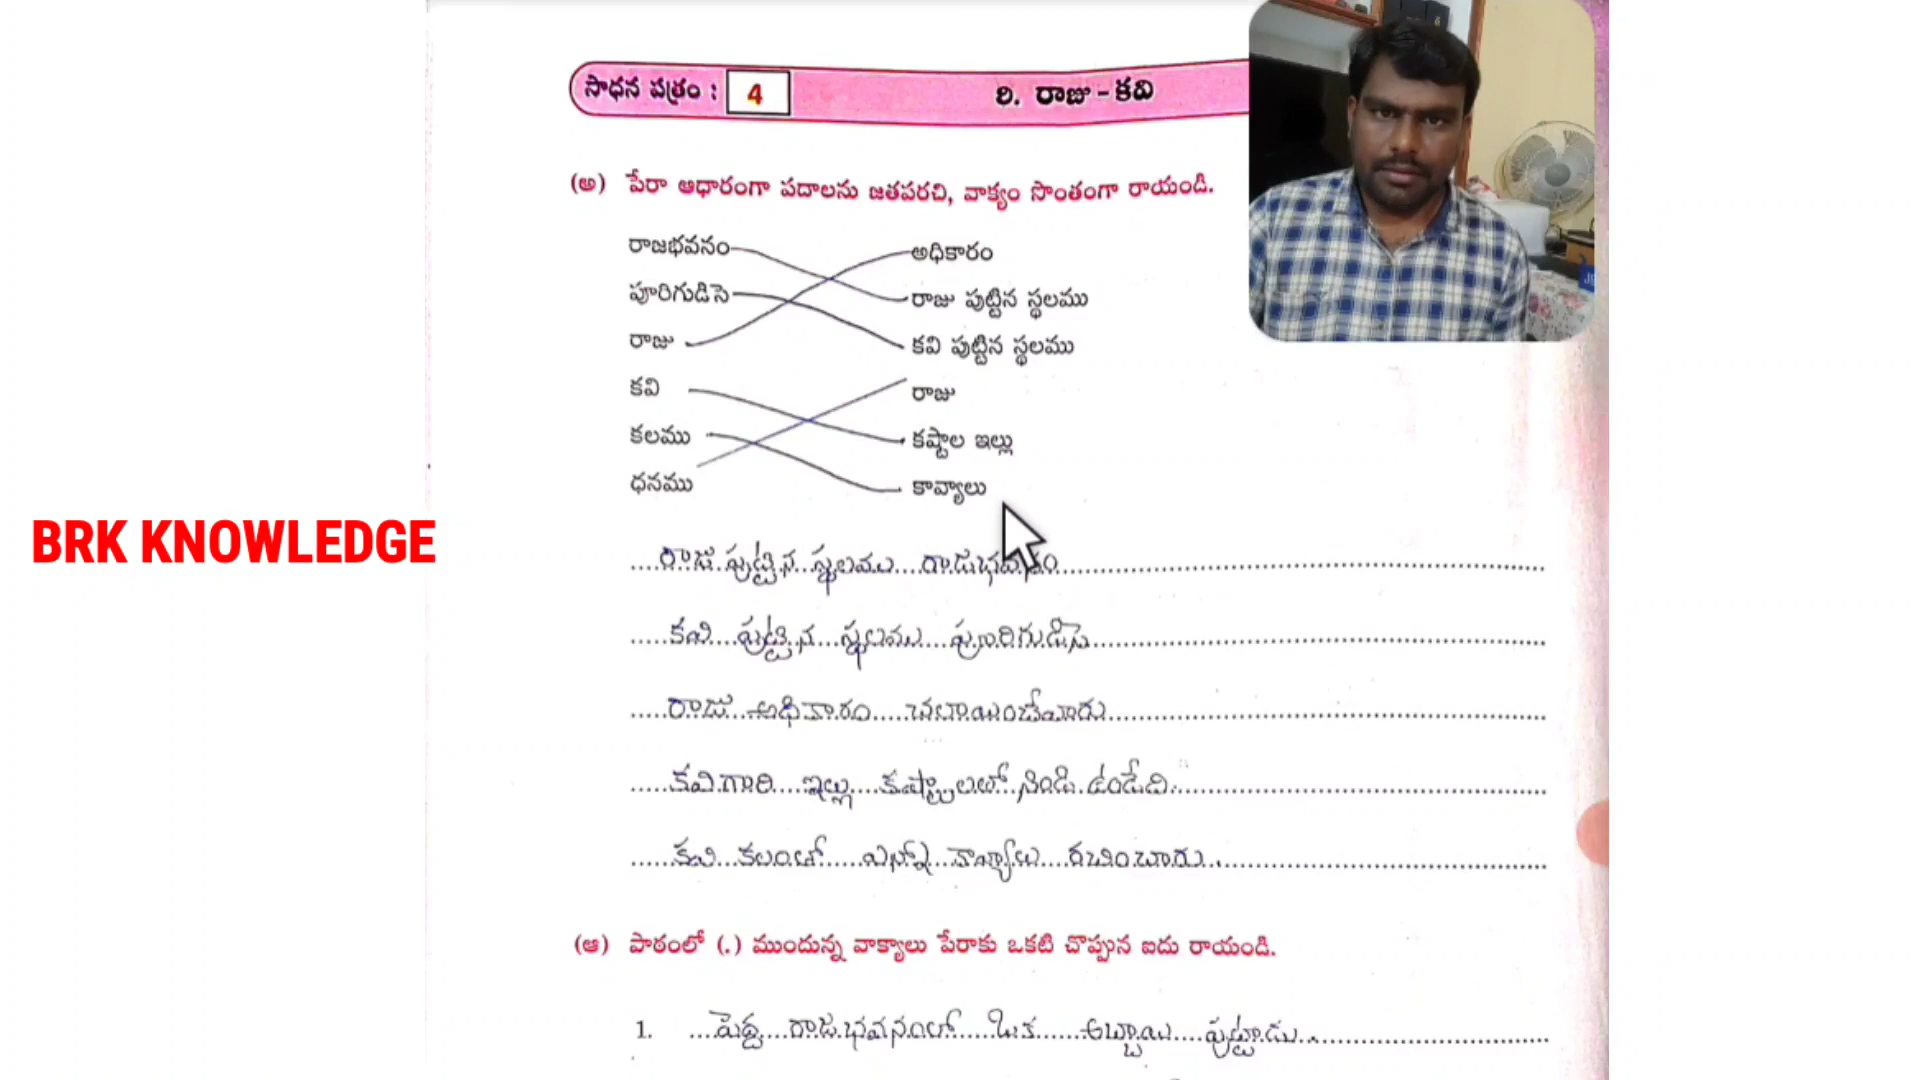 సాధన పత్రం : 4
రి. రాజు - కవి
(అ) పేరా ఆధారంగా పదాలను జతపరచి, వాక్యం సొంతంగా రాయండి.
రాజభవనం అధికారం
పూరిగుడిసె రాజు పుట్టిన స్థలము
రాజు కవి పుట్టిన స్థలము
కవి రాజు
కలము కష్టాల ఇల్లు
ధనము కావ్యాలు
BRK KNOWLEDGE
రాజు పుట్టిన స్థలము రాజభవనం
కవి పుట్టిన స్థలము పూరిగుడిసె
రాజు అధికారం చలాయించేవారు
కవిగారి ఇల్లు కష్టాలలో నిండి ఉండేది.
కవి కలంతో ఎన్నో కావ్యాలు రచించారు.
(ఆ) పాఠంలో (.) ముందున్న వాక్యాలు పేరాకు ఒకటి చొప్పున ఐదు రాయండి.
1. పెద్ద రాజభవనంలో ఒక అబ్బాయి పుట్టాడు.